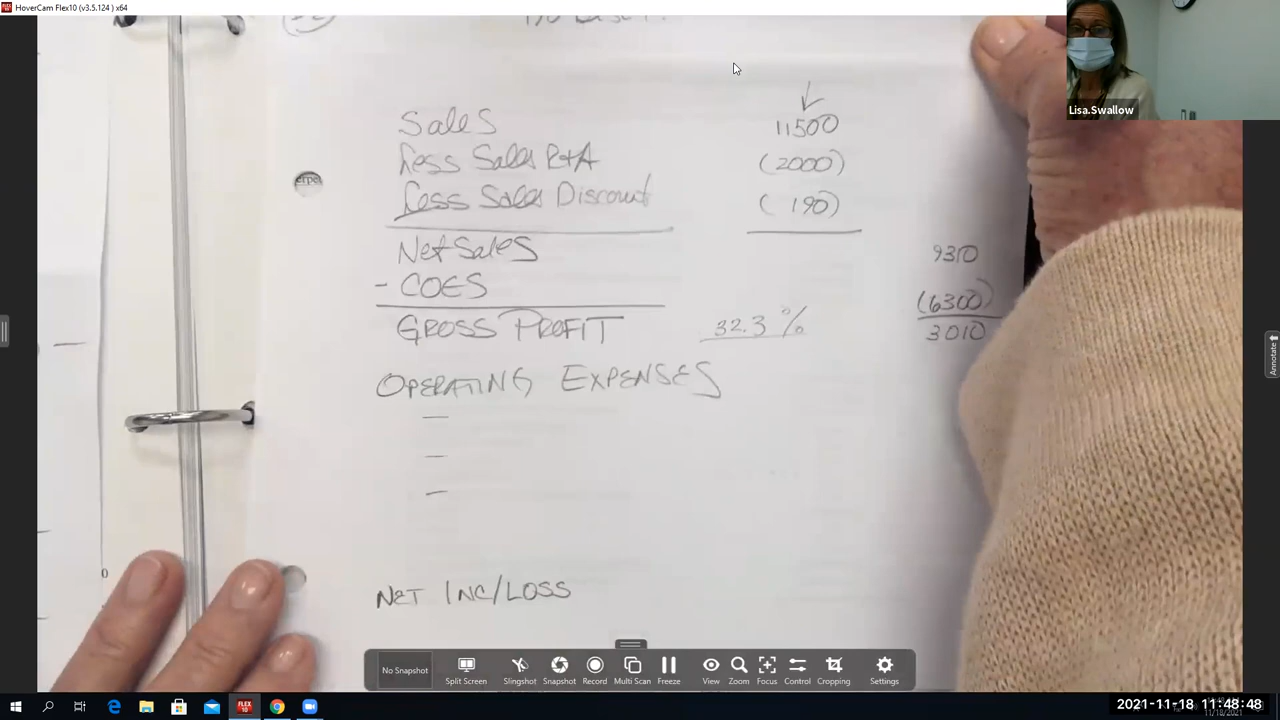 HoverCam Flex10 (v3.5.124) x64
Lisa.Swallow
Sales 11500
Less Sales R+A (2000)
Less Sales Discount (190)
Net Sales 9310
- COGS (6300)
GROSS PROFIT 32.3% 3010
OPERATING EXPENSES
—
—
—
NET INC/LOSS
0
Annotate
No Snapshot
Split Screen
Slingshot
Snapshot
Record
Multi Scan
Freeze
View
Zoom
Focus
Control
Cropping
Settings
2021-11-18 11:48:48